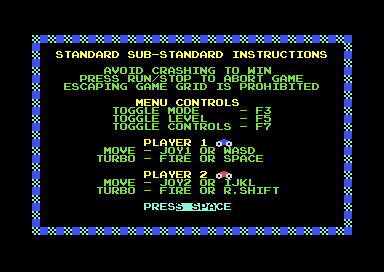 STANDARD SUB-STANDARD INSTRUCTIONS
AVOID CRASHING TO WIN
PRESS RUN/STOP TO ABORT GAME
ESCAPING GAME GRID IS PROHIBITED
MENU CONTROLS
TOGGLE MODE - F3
TOGGLE LEVEL - F5
TOGGLE CONTROLS - F7
PLAYER 1
MOVE - JOY1 OR WASD
TURBO - FIRE OR SPACE
PLAYER 2
MOVE - JOY2 OR IJKL
TURBO - FIRE OR R.SHIFT
PRESS SPACE